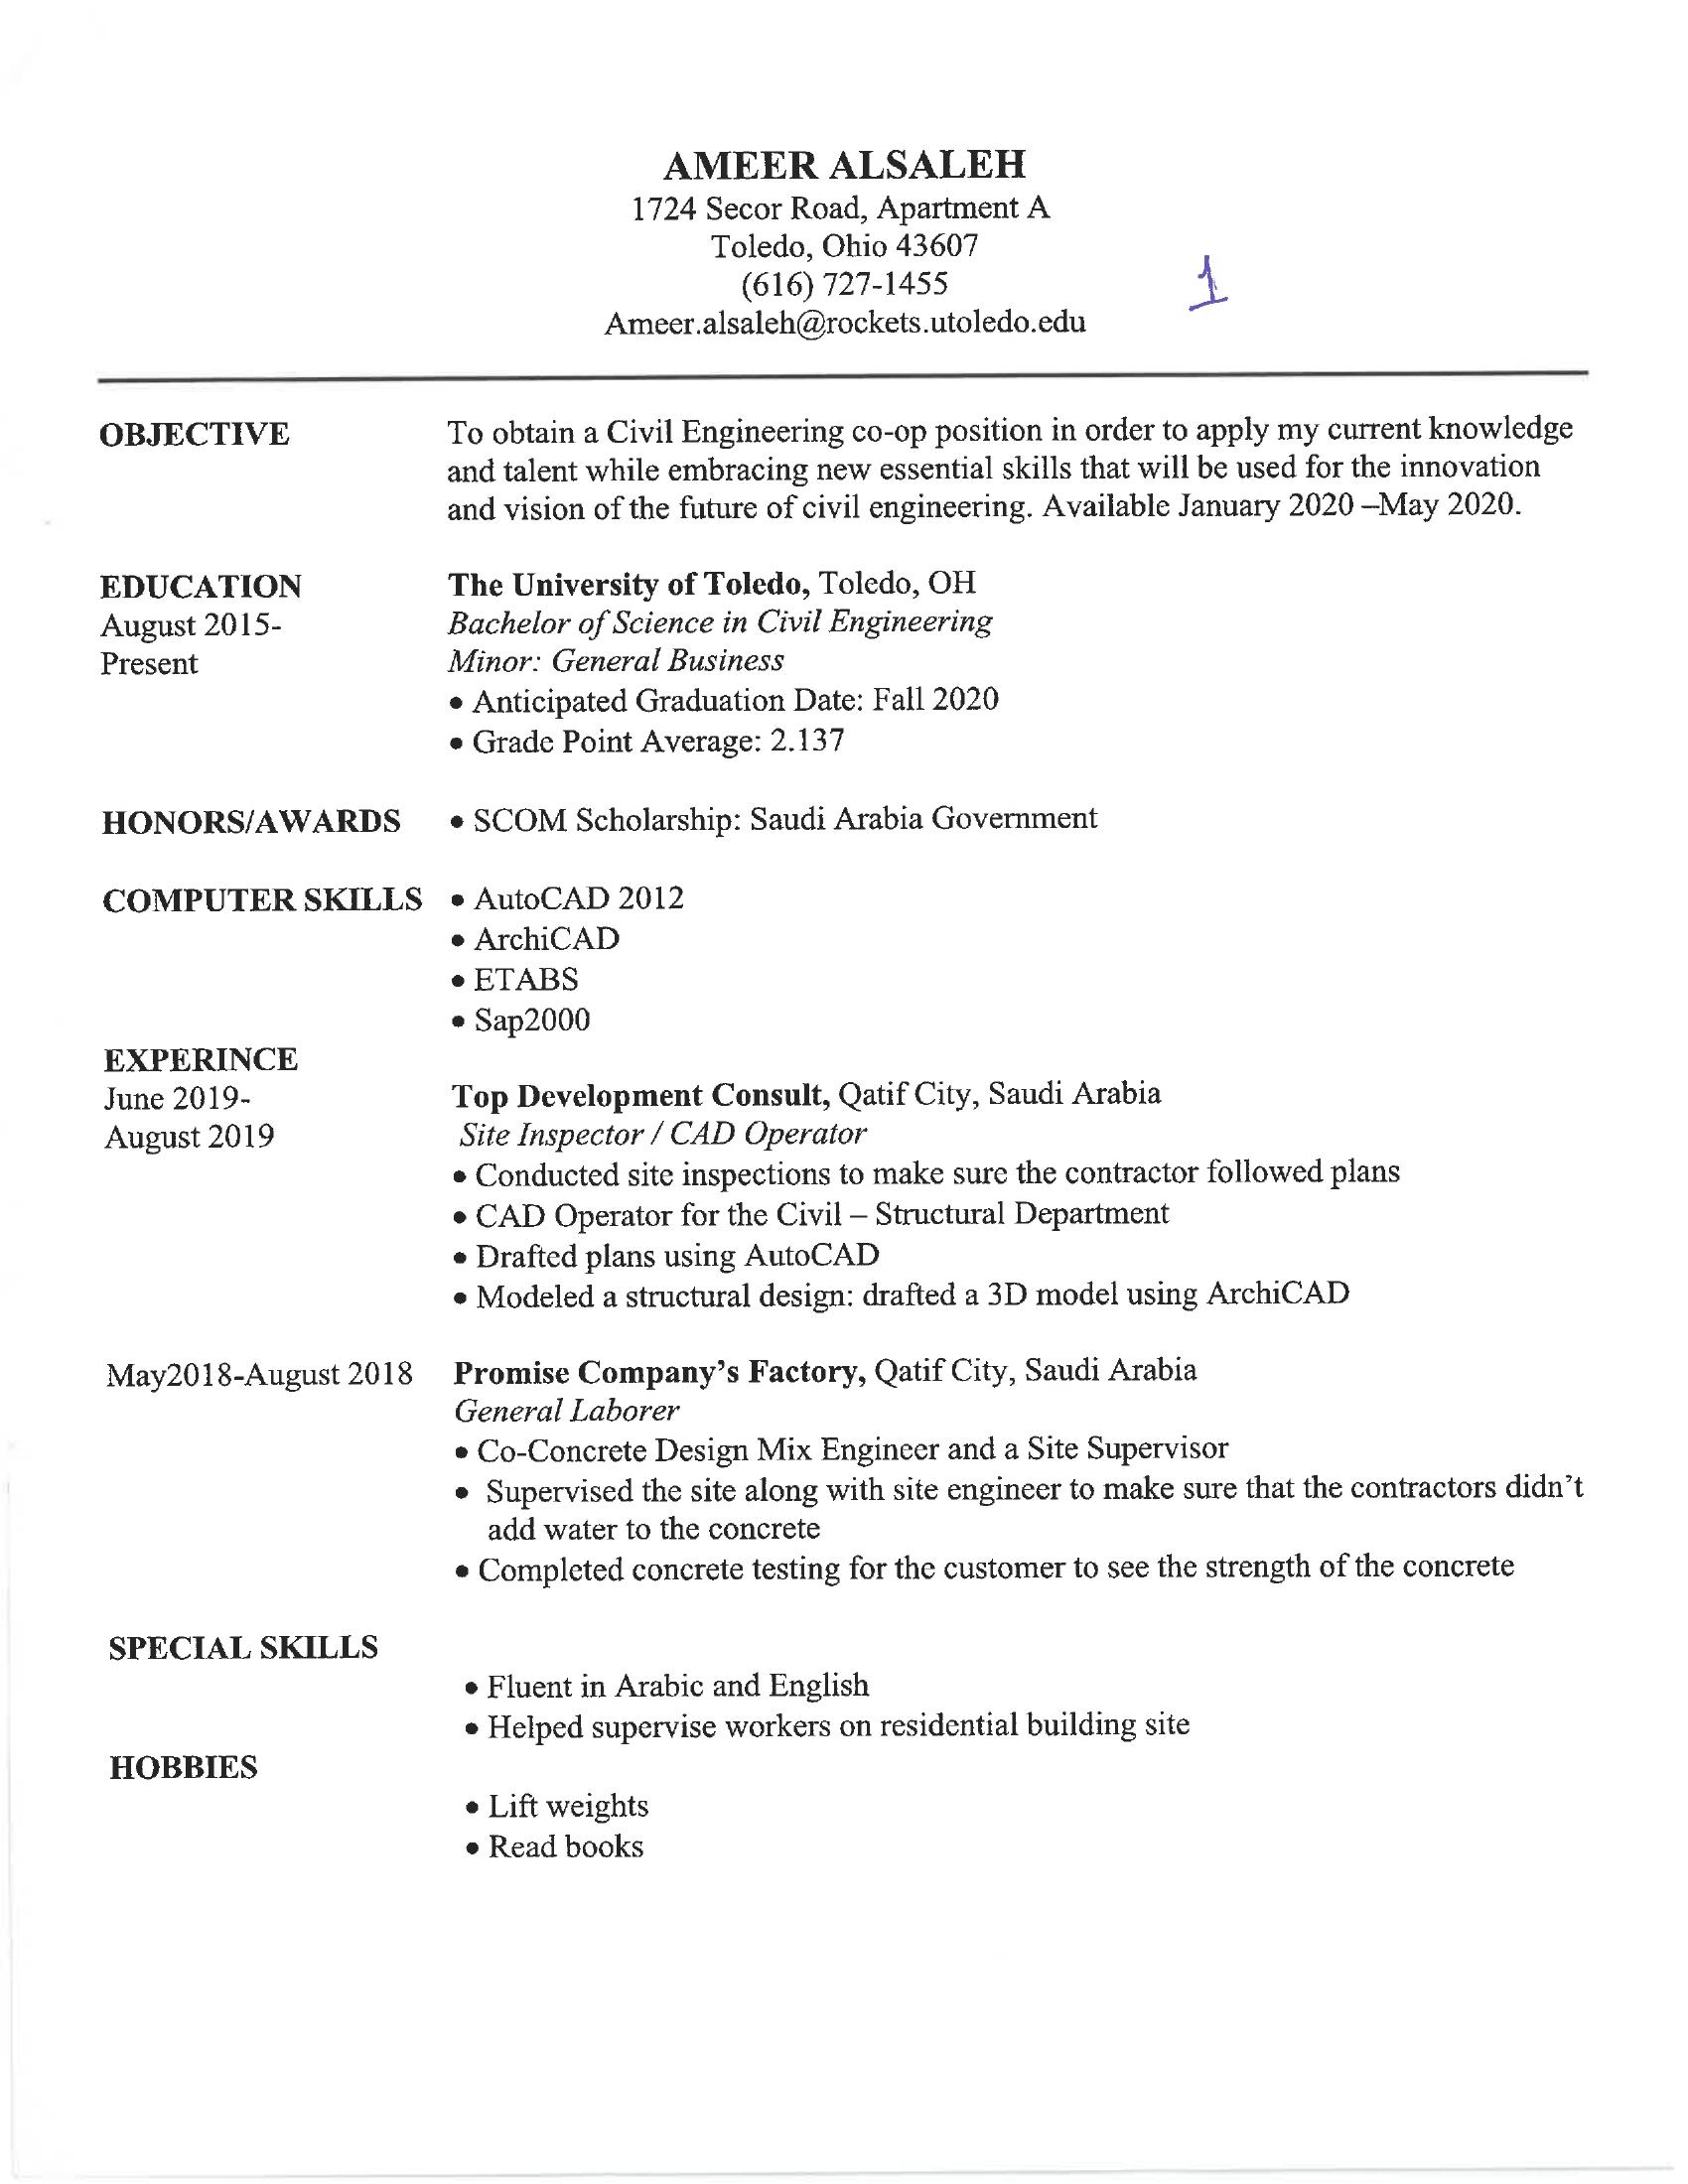 AMEER ALSALEH
1724 Secor Road, Apartment A
Toledo, Ohio 43607
(616) 727-1455
1
Ameer.alsaleh@rockets.utoledo.edu
OBJECTIVE To obtain a Civil Engineering co-op position in order to apply my current knowledge
and talent while embracing new essential skills that will be used for the innovation
and vision of the future of civil engineering. Available January 2020 –May 2020.
EDUCATION The University of Toledo, Toledo, OH
August 2015- Bachelor of Science in Civil Engineering
Present Minor: General Business
• Anticipated Graduation Date: Fall 2020
• Grade Point Average: 2.137
HONORS/AWARDS • SCOM Scholarship: Saudi Arabia Government
COMPUTER SKILLS • AutoCAD 2012
• ArchiCAD
• ETABS
• Sap2000
EXPERINCE
June 2019- Top Development Consult, Qatif City, Saudi Arabia
August 2019 Site Inspector / CAD Operator
• Conducted site inspections to make sure the contractor followed plans
• CAD Operator for the Civil – Structural Department
• Drafted plans using AutoCAD
• Modeled a structural design: drafted a 3D model using ArchiCAD
May2018-August 2018 Promise Company's Factory, Qatif City, Saudi Arabia
General Laborer
• Co-Concrete Design Mix Engineer and a Site Supervisor
• Supervised the site along with site engineer to make sure that the contractors didn't
add water to the concrete
• Completed concrete testing for the customer to see the strength of the concrete
SPECIAL SKILLS
• Fluent in Arabic and English
• Helped supervise workers on residential building site
HOBBIES
• Lift weights
• Read books